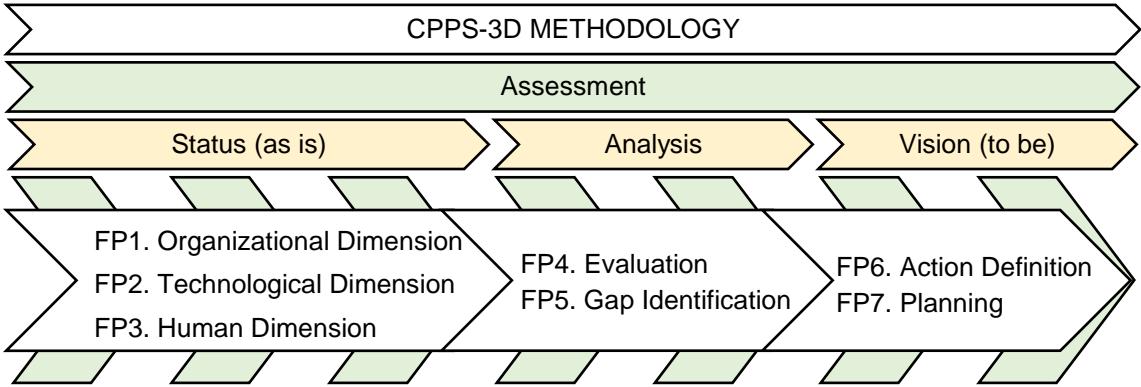 CPPS-3D METHODOLOGY
Assessment
Status (as is)
Analysis
Vision (to be)
FP1. Organizational Dimension
FP2. Technological Dimension
FP3. Human Dimension
FP4. Evaluation
FP5. Gap Identification
FP6. Action Definition
FP7. Planning